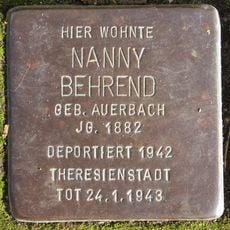 HIER WOHNTE
NANNY
BEHREND
GEB. AUERBACH
JG. 1882
DEPORTIERT 1942
THERESIENSTADT
TOT 24.1.1943